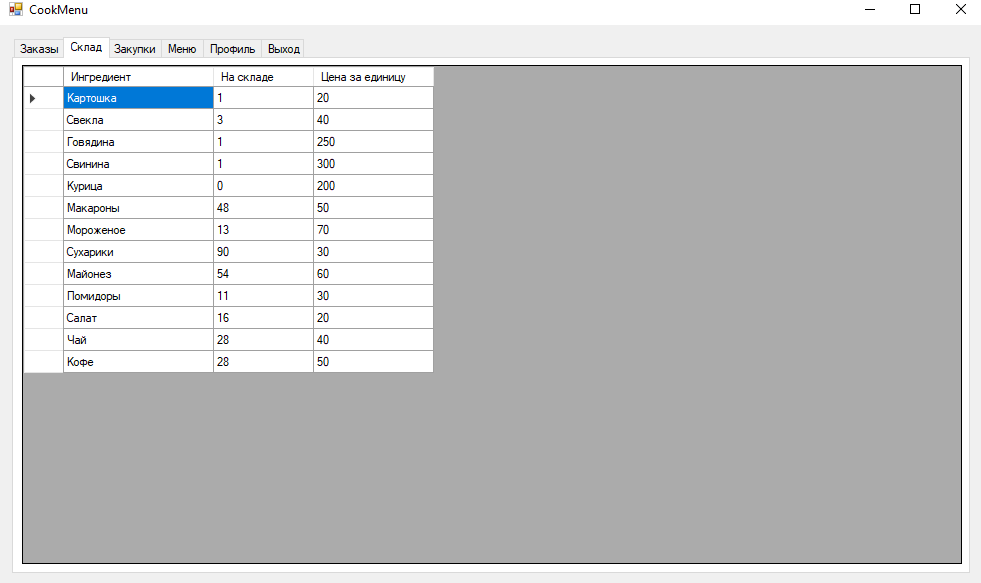 CookMenu
Заказы Склад Закупки Меню Профиль Выход
Ингредиент На складе Цена за единицу
Картошка 1 20
Свекла 3 40
Говядина 1 250
Свинина 1 300
Курица 0 200
Макароны 48 50
Мороженое 13 70
Сухарики 90 30
Майонез 54 60
Помидоры 11 30
Салат 16 20
Чай 28 40
Кофе 28 50